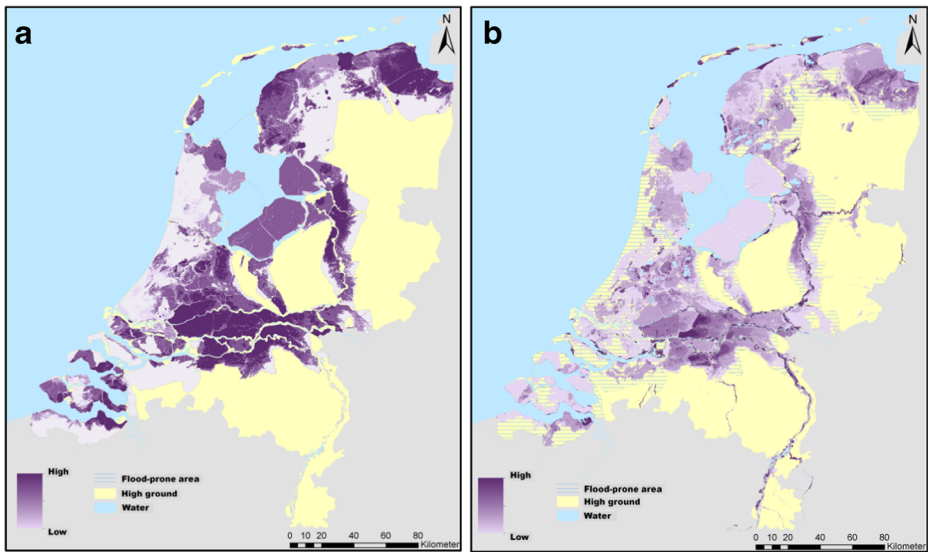 a
N
High
Low
Flood-prone area
High ground
Water
0 10 20 40 60 80
Kilometer
b
N
High
Low
Flood-prone area
High ground
Water
0 10 20 40 60 80
Kilometer